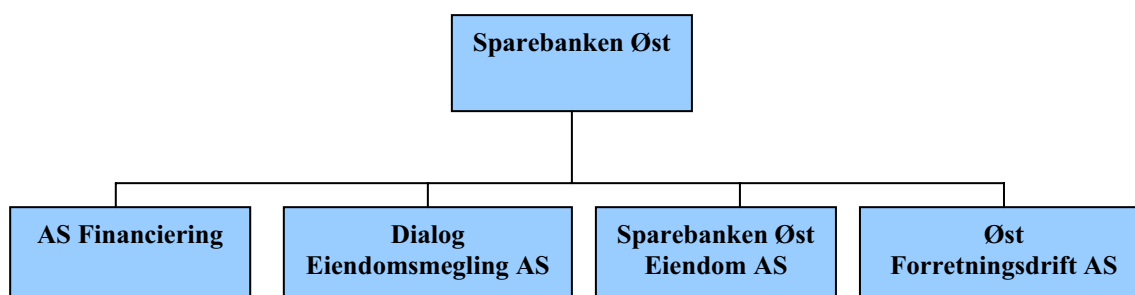 Sparebanken Øst
AS Financiering
Dialog
Eiendomsmegling AS
Sparebanken Øst
Eiendom AS
Øst
Forretningsdrift AS